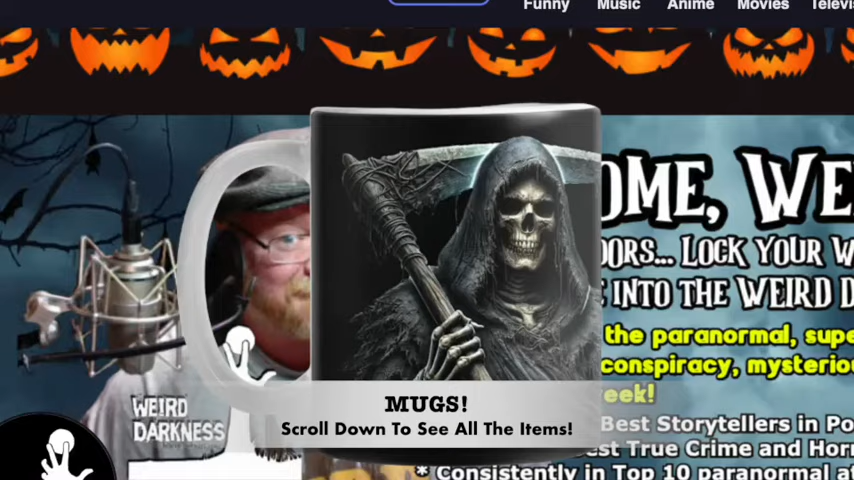 Funny Music Anime Movies
OME, WE
OORS... LOCK YOUR W
INTO THE WEIRD D
the paranormal, supe
conspiracy, mysterio
eek!
MUGS!
Scroll Down To See All The Items!
WEIRD
DARKNESS
Best Storytellers in Po
st True Crime and Horr
* Consistently in Top 10 paranormal